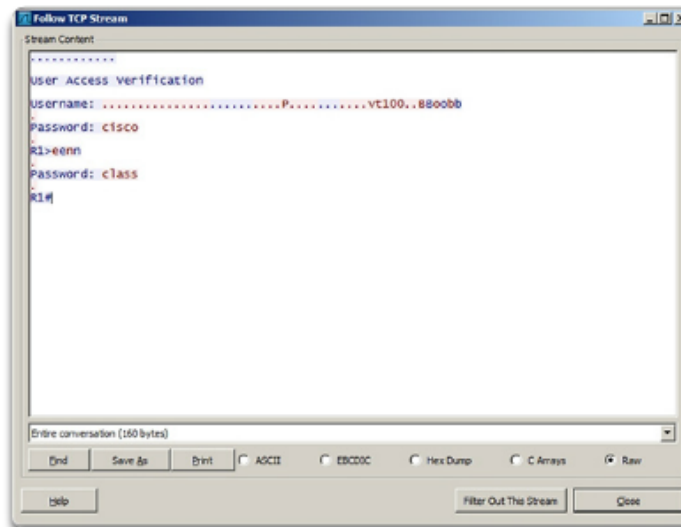 Follow TCP Stream
Stream Content
............
User Access Verification
Username: ..........................P...........vt100..BBoobb
.
Password: cisco
.
R1>eenn
.
Password: class
.
R1#
Entire conversation (160 bytes)
Find Save As Print ASCII EBCDIC Hex Dump C Arrays Raw
Help Filter Out This Stream Close